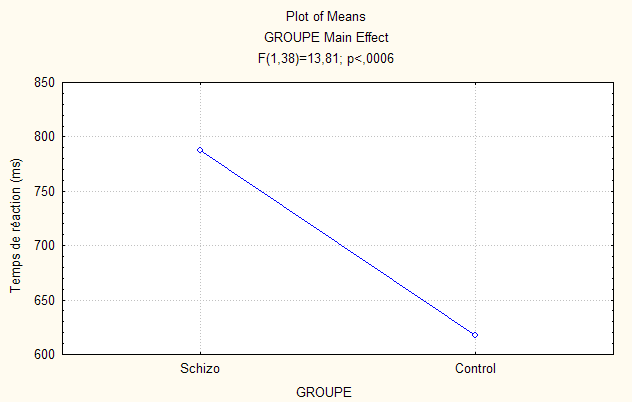 Plot of Means
GROUPE Main Effect
F(1,38)=13,81; p<,0006
Temps de réaction (ms)
850
800
750
700
650
600
Schizo Control
GROUPE